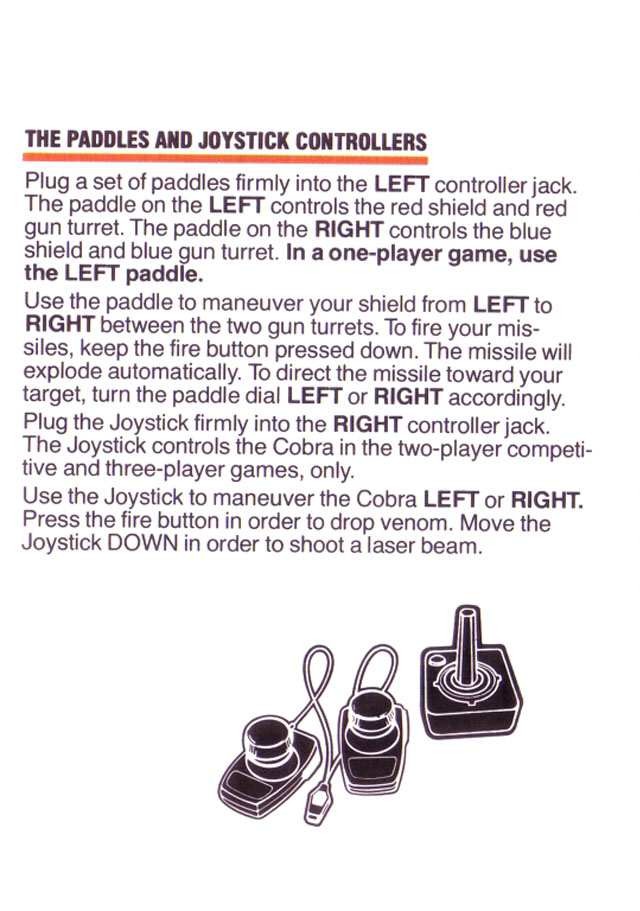 THE PADDLES AND JOYSTICK CONTROLLERS
Plug a set of paddles firmly into the LEFT controller jack.
The paddle on the LEFT controls the red shield and red
gun turret. The paddle on the RIGHT controls the blue
shield and blue gun turret. In a one-player game, use
the LEFT paddle.
Use the paddle to maneuver your shield from LEFT to
RIGHT between the two gun turrets. To fire your mis-
siles, keep the fire button pressed down. The missile will
explode automatically. To direct the missile toward your
target, turn the paddle dial LEFT or RIGHT accordingly.
Plug the Joystick firmly into the RIGHT controller jack.
The Joystick controls the Cobra in the two-player competi-
tive and three-player games, only.
Use the Joystick to maneuver the Cobra LEFT or RIGHT.
Press the fire button in order to drop venom. Move the
Joystick DOWN in order to shoot a laser beam.